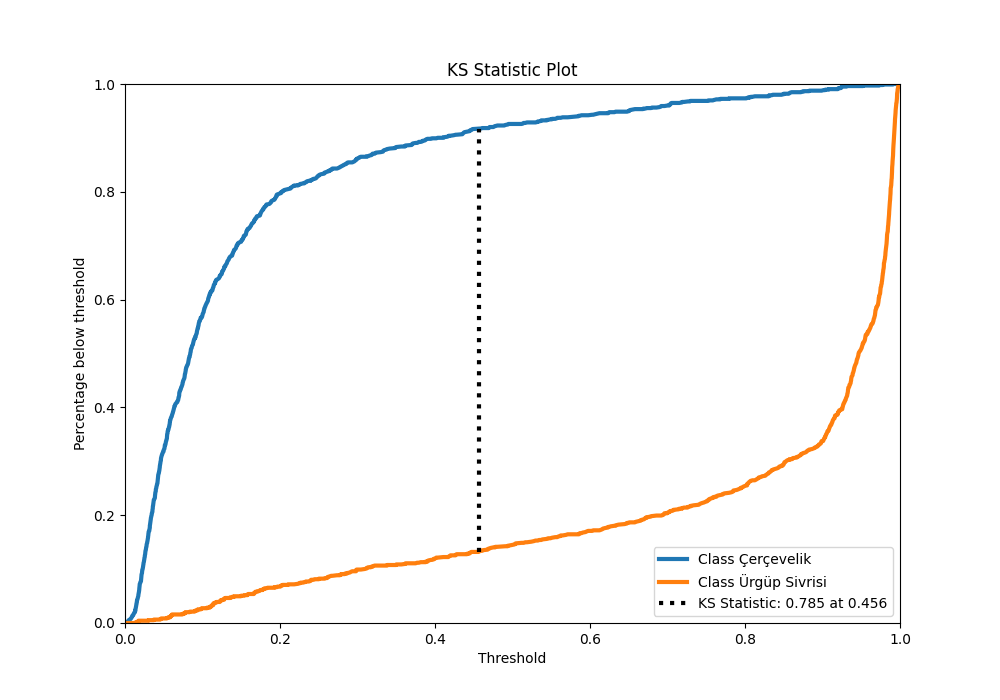 KS Statistic Plot
1.0
0.8
0.6
0.4
0.2
0.0
Percentage below threshold
0.0 0.2 0.4 0.6 0.8 1.0
Threshold
Class Çerçevelik
Class Ürgüp Sivrisi
KS Statistic: 0.785 at 0.456